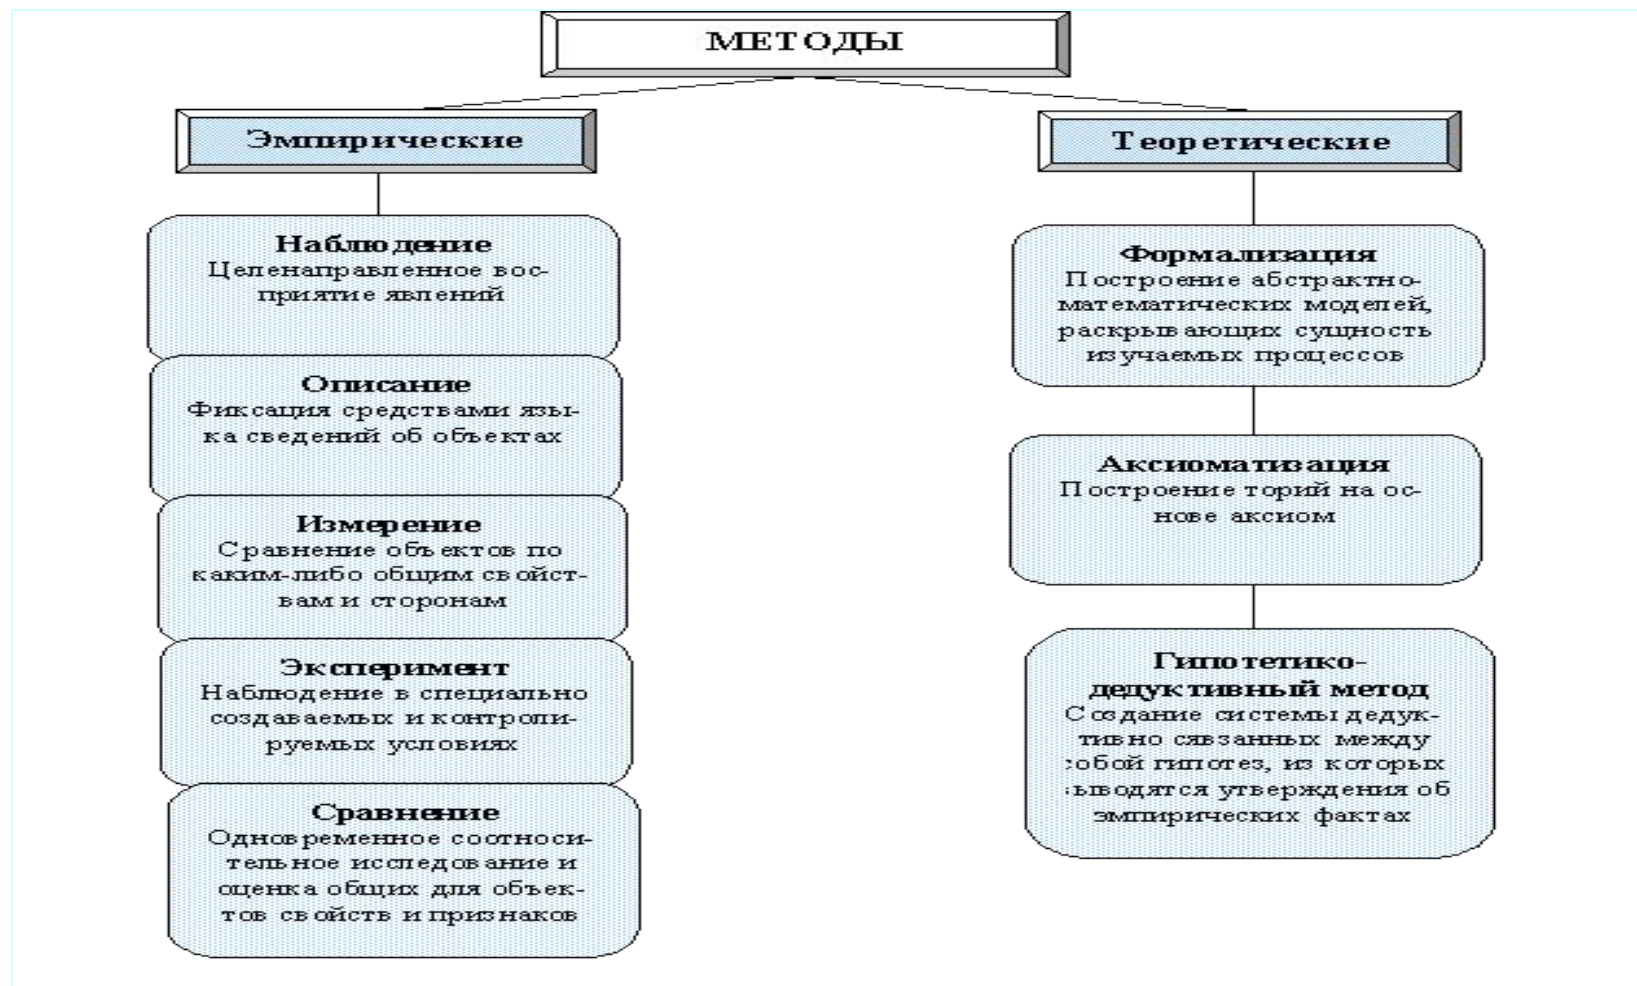 МЕТОДЫ
Эмпирические
Наблюдение
Целенаправленное вос-
приятие явлений
Описание
Фиксация средствами язы-
ка сведений об объектах
Измерение
Сравнение объектов по
каким-либо общим свойст-
вам и сторонам
Эксперимент
Наблюдение в специально
создаваемых и контроли-
руемых условиях
Сравнение
Одновременное соотноси-
тельное исследование и
оценка общих для объек-
тов свойств и признаков
Теоретические
Формализация
Построение абстрактно-
математических моделей,
раскрывающих сущность
изучаемых процессов
Аксиоматизация
Построение торий на ос-
нове аксиом
Гипотетико-
дедуктивный метод
Создание системы дедук-
тивно сявзанных между
собой гипотез, из которых
выводятся утверждения об
эмпирических фактах